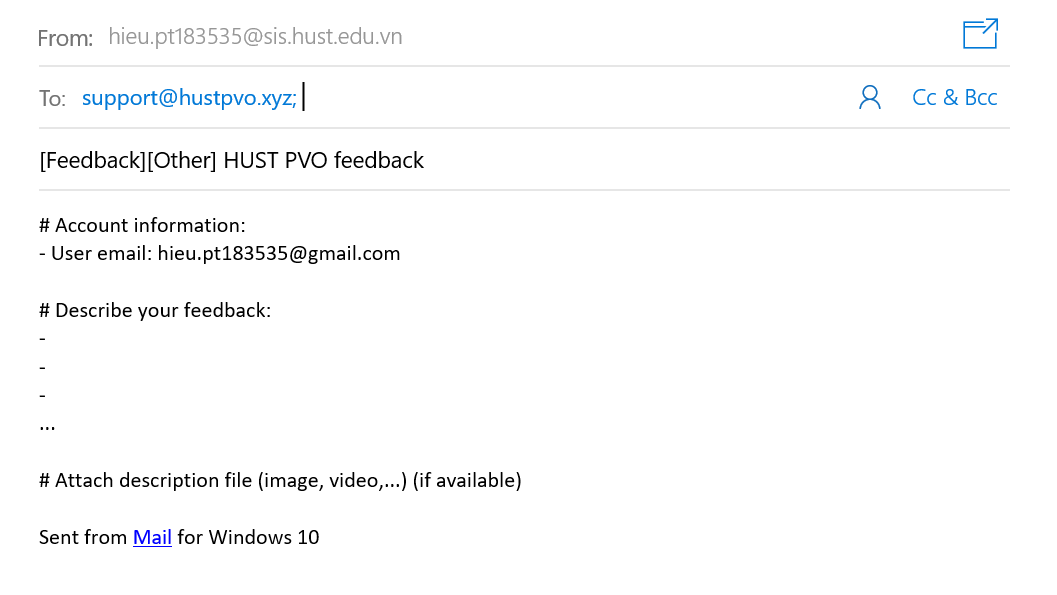 From: hieu.pt183535@sis.hust.edu.vn
To: support@hustpvo.xyz; Cc & Bcc
[Feedback][Other] HUST PVO feedback
# Account information:
- User email: hieu.pt183535@gmail.com
# Describe your feedback:
-
-
-
...
# Attach description file (image, video,...) (if available)
Sent from Mail for Windows 10